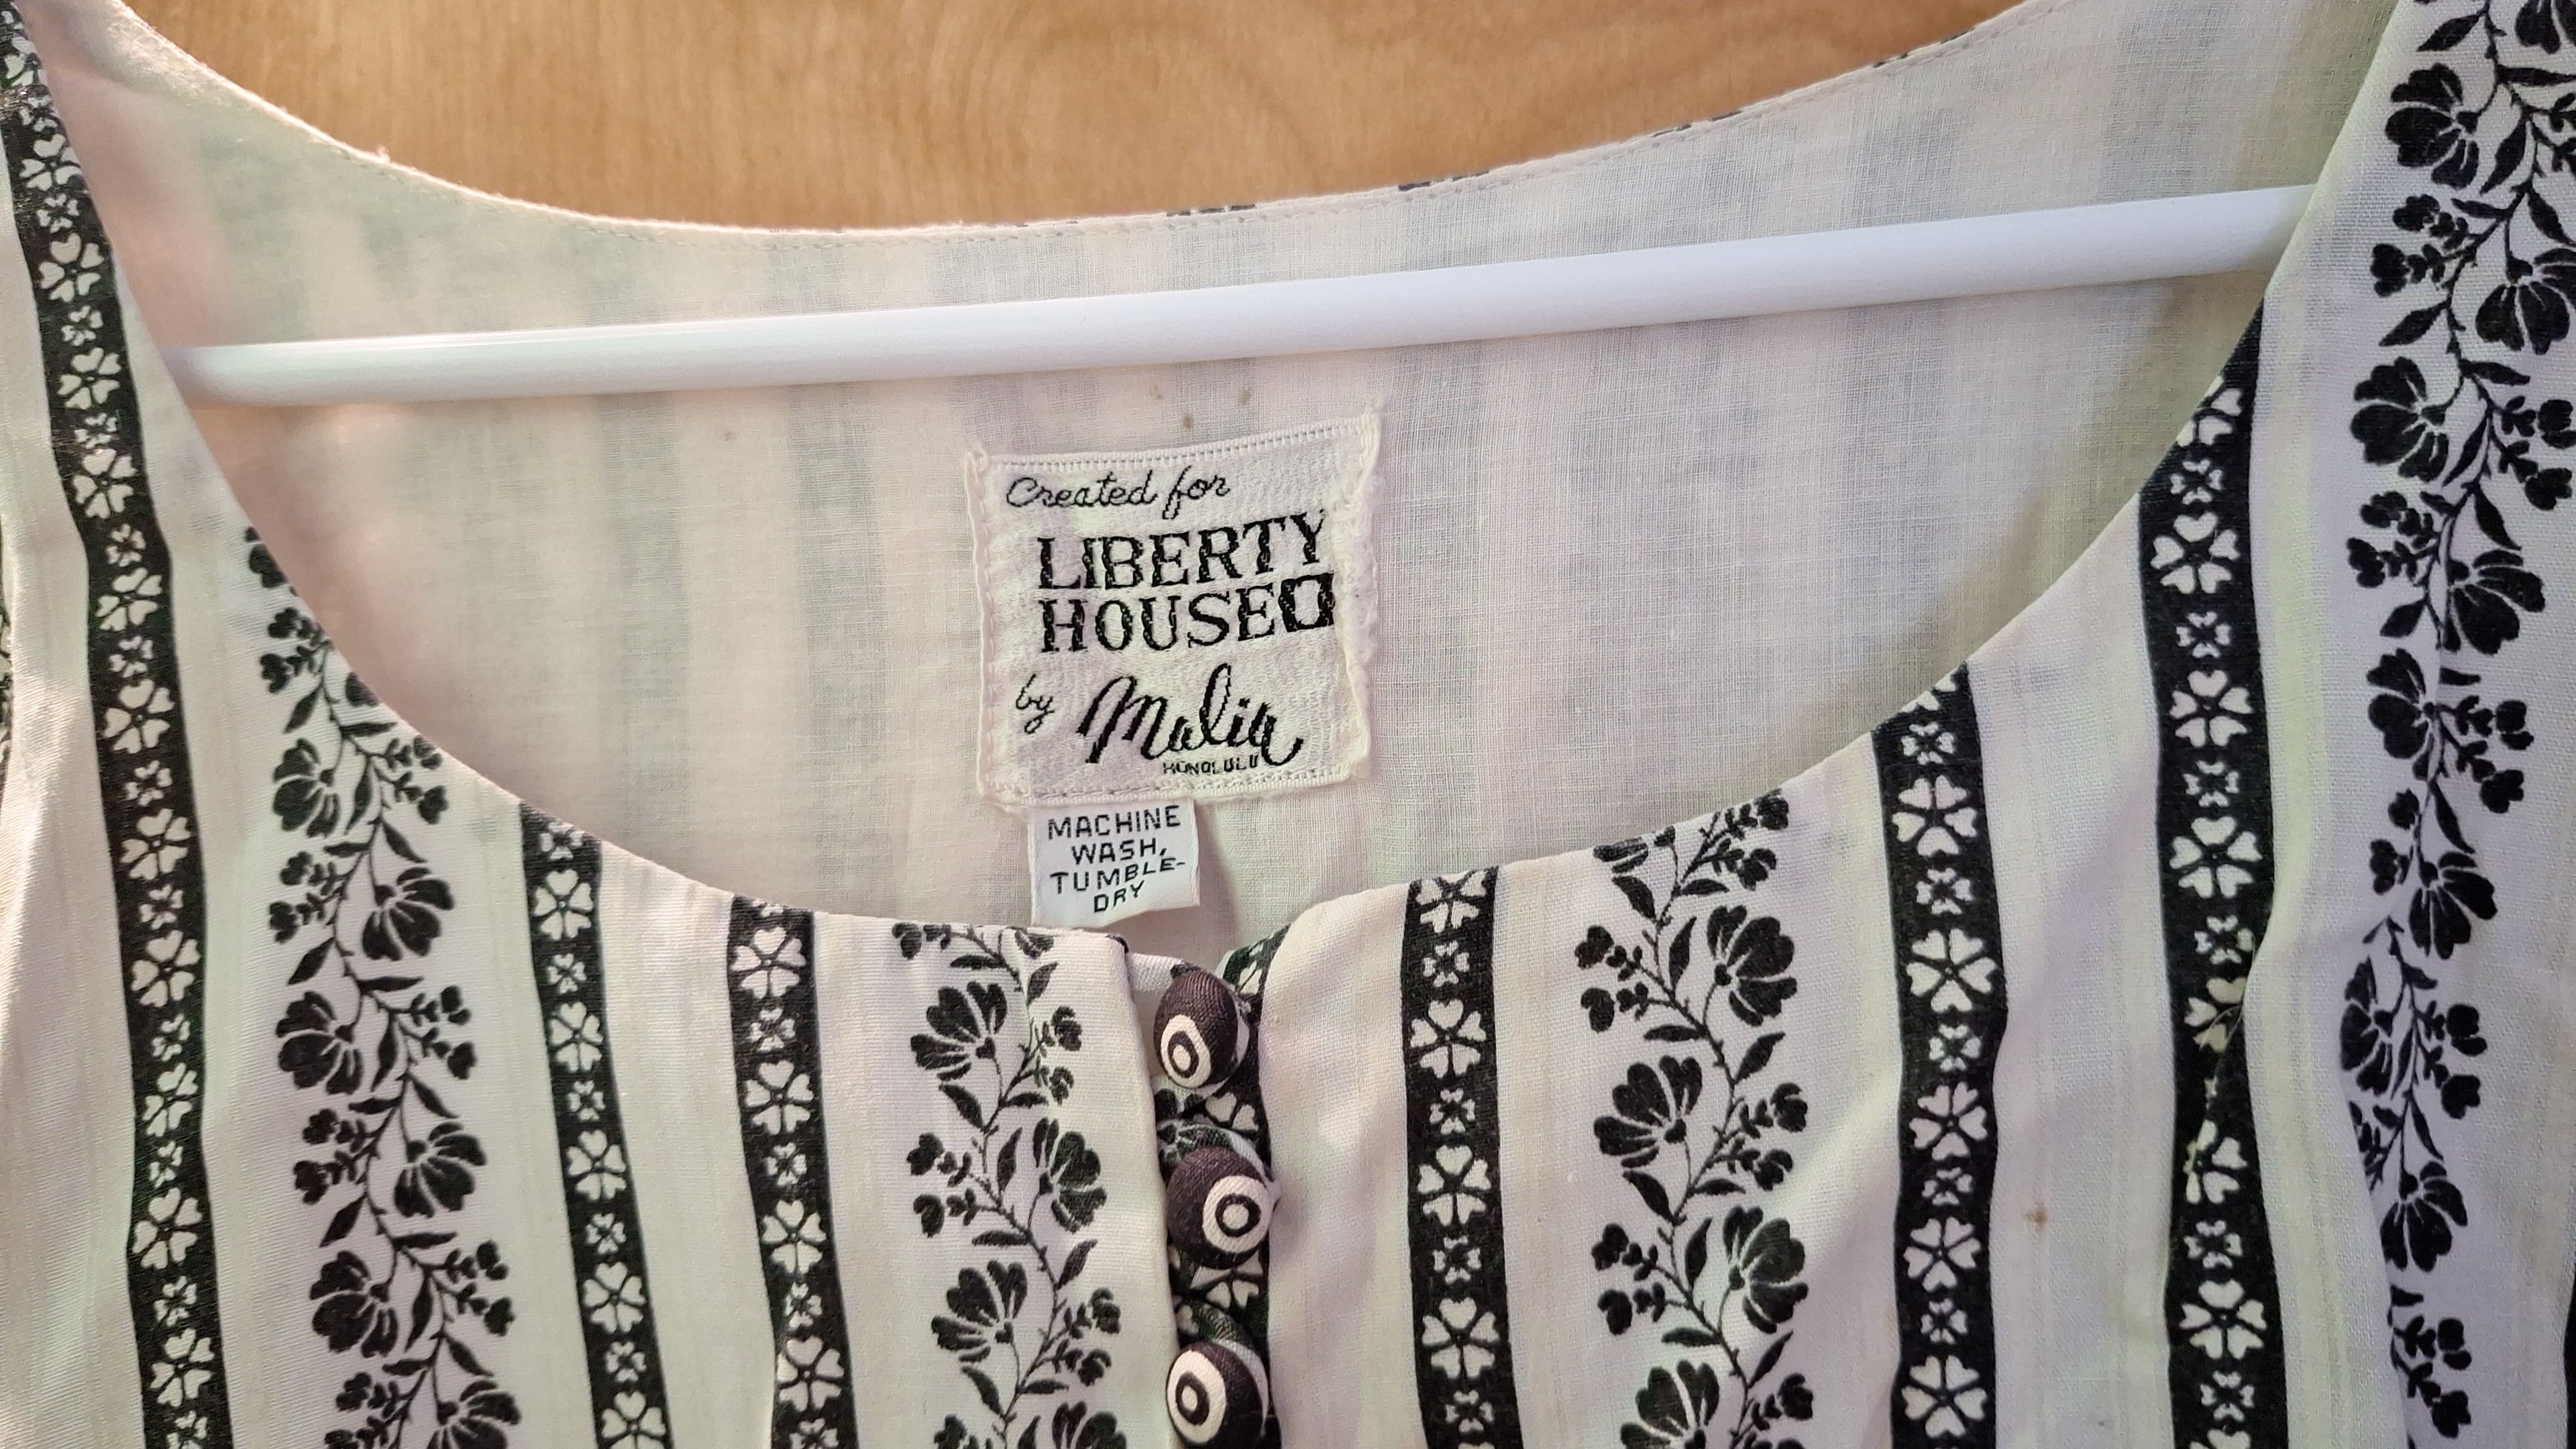 Created for
LIBERTY
HOUSE
by Malia
HONOLULU
MACHINE
WASH,
TUMBLE-
DRY